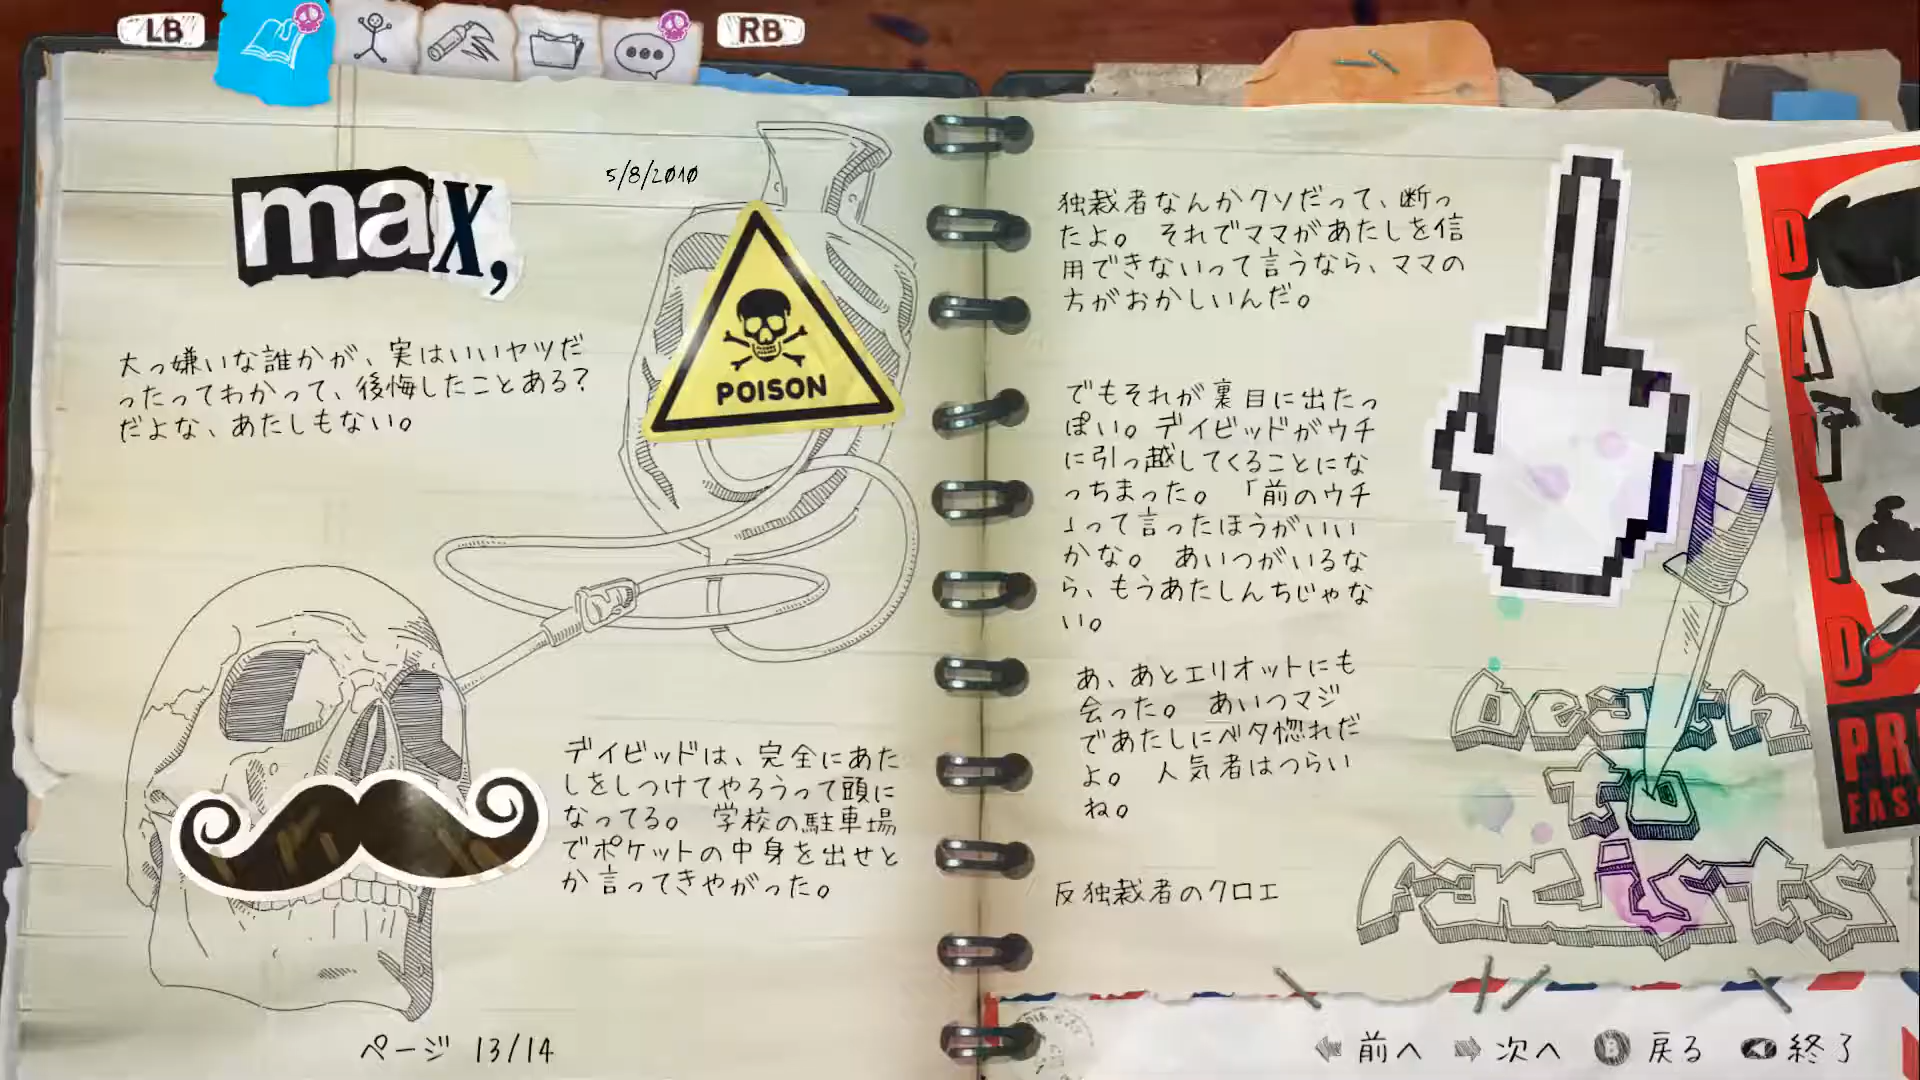 LB
RB
max,
5/8/2010
POISON
大っ嫌いな誰かが、実はいいヤツだ
ったってわかって、後悔したことある?
だよな、あたしもない。
デイビッドは、完全にあた
しをしつけてやろうって頭に
なってる。 学校の駐車場
でポケットの中身を出せと
か言ってきやがった。
ページ 13/14
独裁者なんかクソだって、断っ
たよ。 それでママがあたしを信
用できないって言うなら、ママの
方がおかしいんだ。
でもそれが裏目に出たっ
ぽい。デイビッドがウチ
に引っ越してくることにな
っちまった。 「前のウチ
」って言ったほうがいい
かな。 あいつがいるな
ら、もうあたしんちじゃな
い。
あ、あとエリオットにも
会った。 あいつマジ
であたしにベタ惚れだ
よ。 人気者はつらい
ね。
反独裁者のクロエ
Death
to
fascists
DAVID
PR
FAS
前へ
次へ
B 戻る
終了